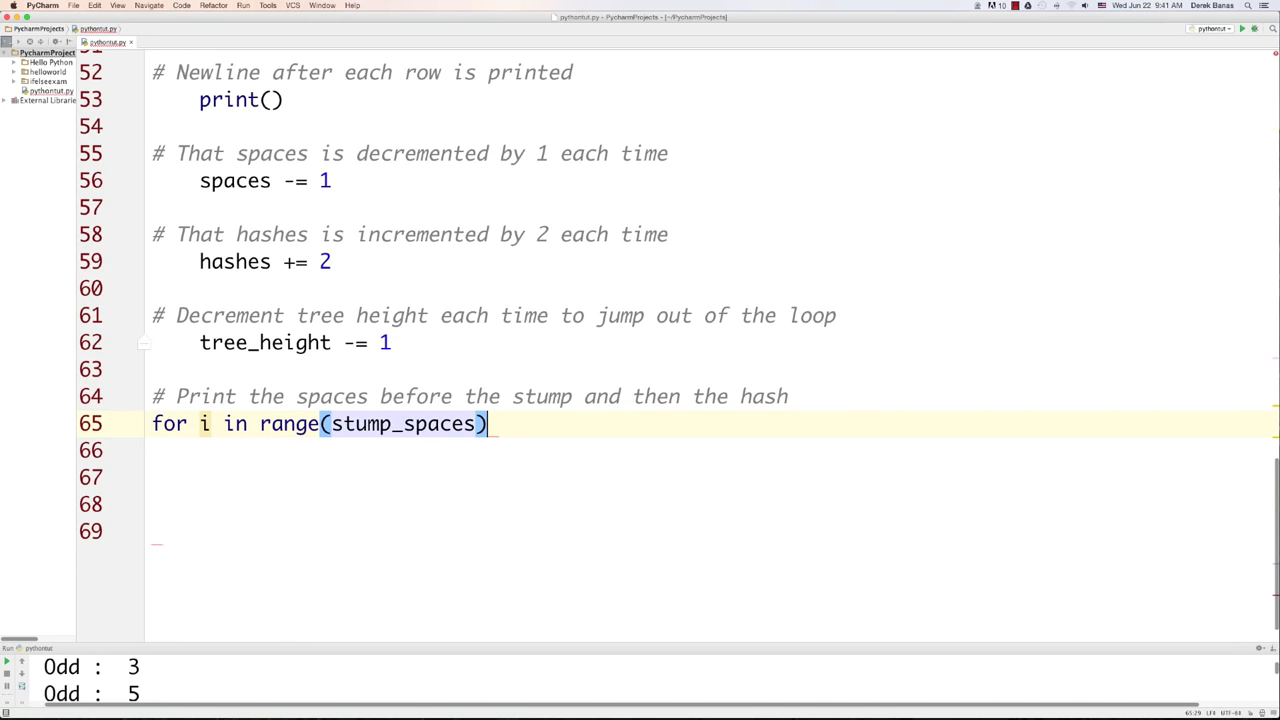 PyCharm File Edit View Navigate Code Refactor Run Tools VCS Window Help 10 Wed Jun 22 9:41 AM Derek Banas
pythontut.py - PycharmProjects - [~/PycharmProjects]
PycharmProjects pythontut.py pythontut
pythontut.py
PycharmProject
Hello Python
helloworld
ifelseexam
pythontut.py
External Librarie
52 # Newline after each row is printed
53 print()
54
55 # That spaces is decremented by 1 each time
56 spaces -= 1
57
58 # That hashes is incremented by 2 each time
59 hashes += 2
60
61 # Decrement tree height each time to jump out of the loop
62 tree_height -= 1
63
64 # Print the spaces before the stump and then the hash
65 for i in range(stump_spaces)
66
67
68
69
Run pythontut
Odd : 3
Odd : 5
65:29 LF÷ UTF-8÷